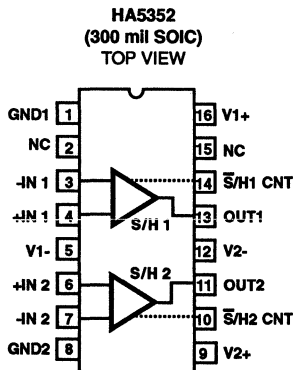 HA5352
(300 mil SOIC)
TOP VIEW
GND1 1
NC 2
-IN 1 3
+IN 1 4
V1- 5
+IN 2 6
-IN 2 7
GND2 8
S/H 1
S/H 2
16 V1+
15 NC
14 S̅/H1 CNT
13 OUT1
12 V2-
11 OUT2
10 S̅/H2 CNT
9 V2+